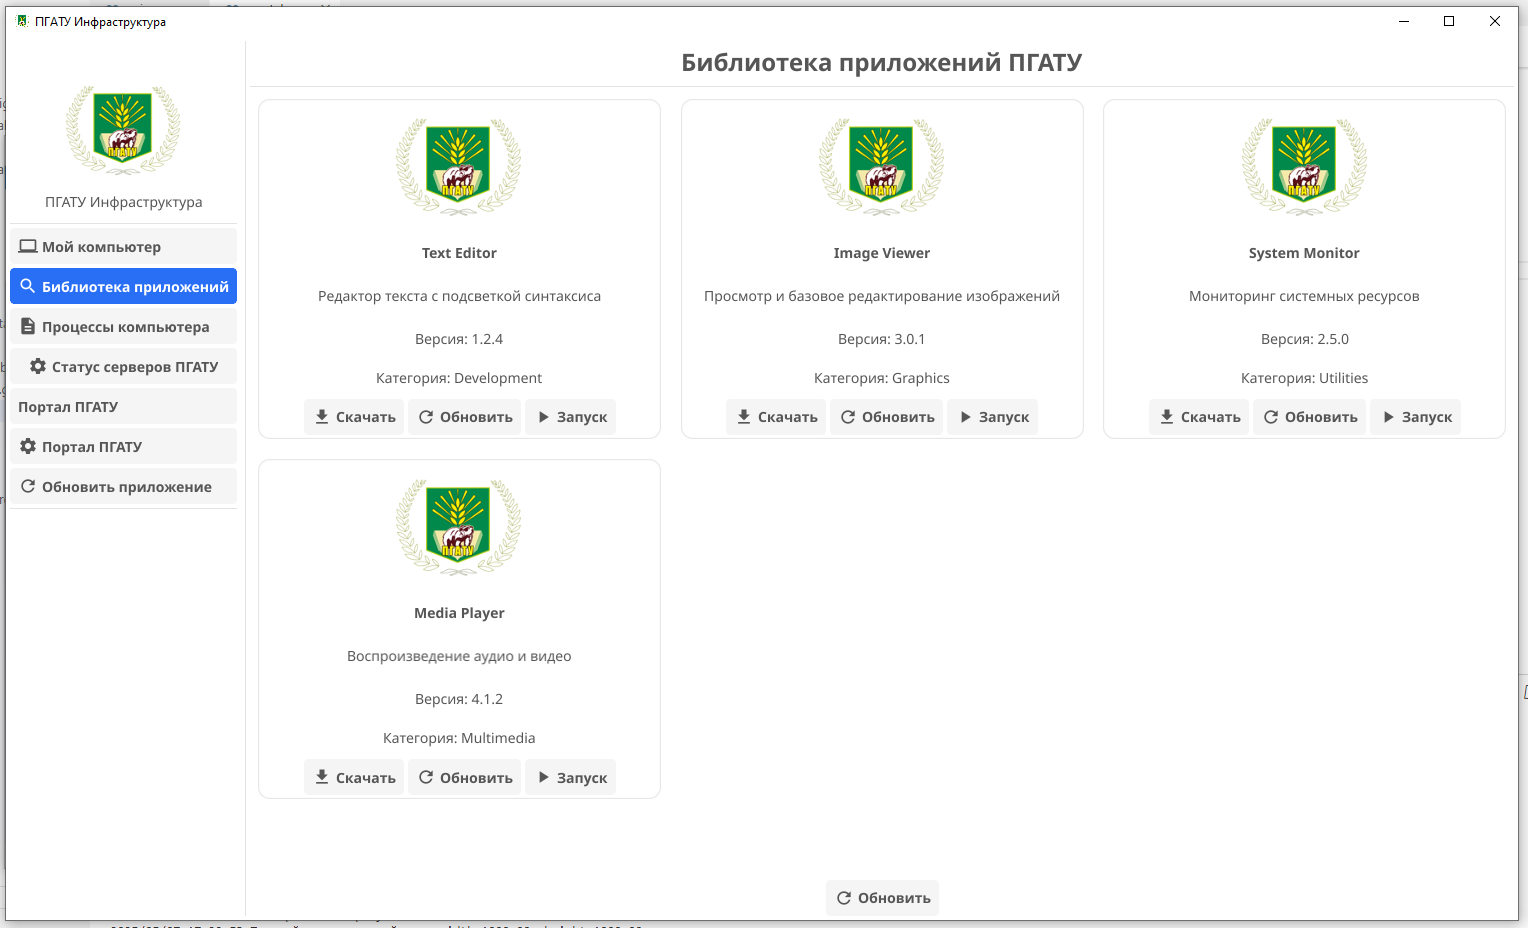 ПГАТУ Инфраструктура
ПГАТУ Инфраструктура
Мой компьютер
Библиотека приложений
Процессы компьютера
Статус серверов ПГАТУ
Портал ПГАТУ
Портал ПГАТУ
Обновить приложение
Библиотека приложений ПГАТУ
ПГАТУ
Text Editor
Редактор текста с подсветкой синтаксиса
Версия: 1.2.4
Категория: Development
Скачать Обновить Запуск
ПГАТУ
Image Viewer
Просмотр и базовое редактирование изображений
Версия: 3.0.1
Категория: Graphics
Скачать Обновить Запуск
ПГАТУ
System Monitor
Мониторинг системных ресурсов
Версия: 2.5.0
Категория: Utilities
Скачать Обновить Запуск
ПГАТУ
Media Player
Воспроизведение аудио и видео
Версия: 4.1.2
Категория: Multimedia
Скачать Обновить Запуск
Обновить